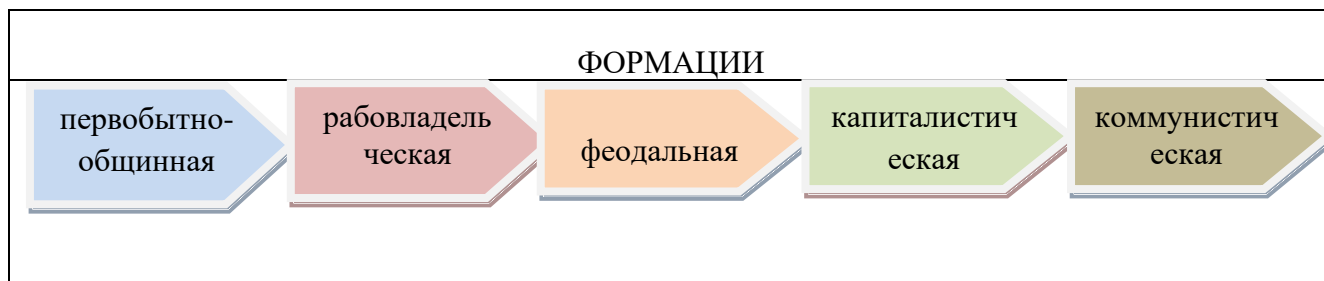 ФОРМАЦИИ
первобытно-
общинная
рабовладель
ческая
феодальная
капиталистич
еская
коммунистич
еская